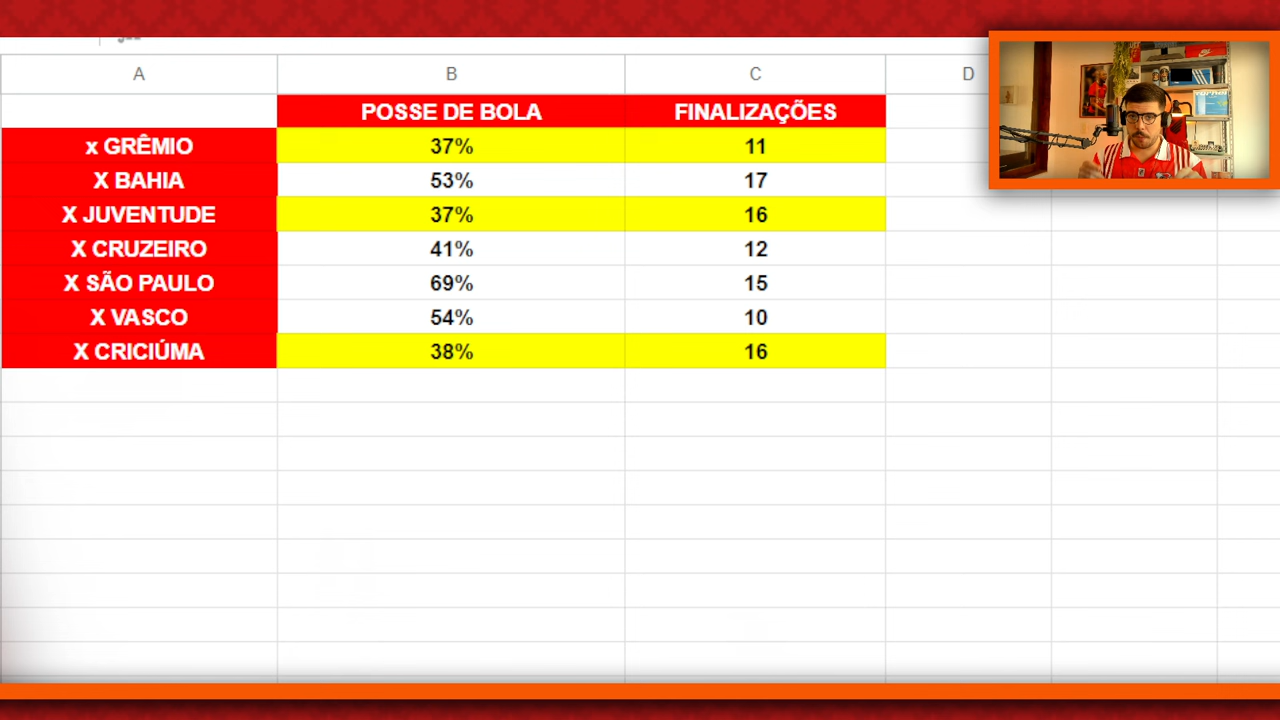 A B C D
POSSE DE BOLA FINALIZAÇÕES
x GRÊMIO 37% 11
X BAHIA 53% 17
X JUVENTUDE 37% 16
X CRUZEIRO 41% 12
X SÃO PAULO 69% 15
X VASCO 54% 10
X CRICIÚMA 38% 16